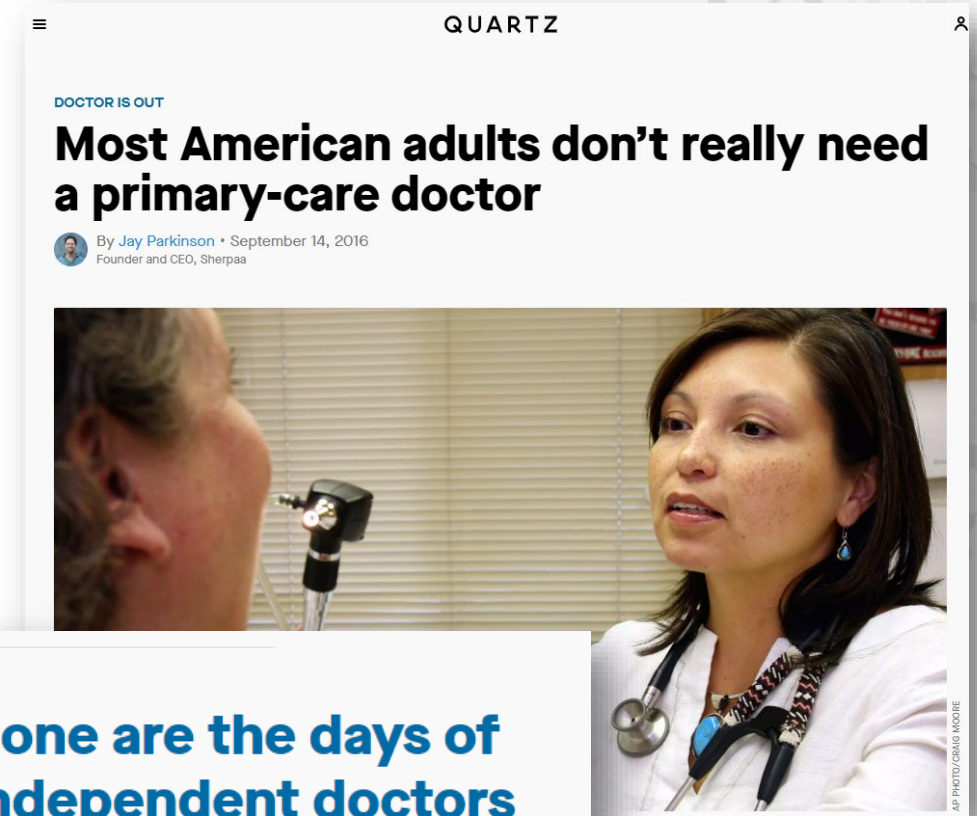 QUARTZ
DOCTOR IS OUT
Most American adults don’t really need
a primary-care doctor
By Jay Parkinson • September 14, 2016
Founder and CEO, Sherpaa
AP PHOTO/CRAIG MOORE
one are the days of
ndependent doctors